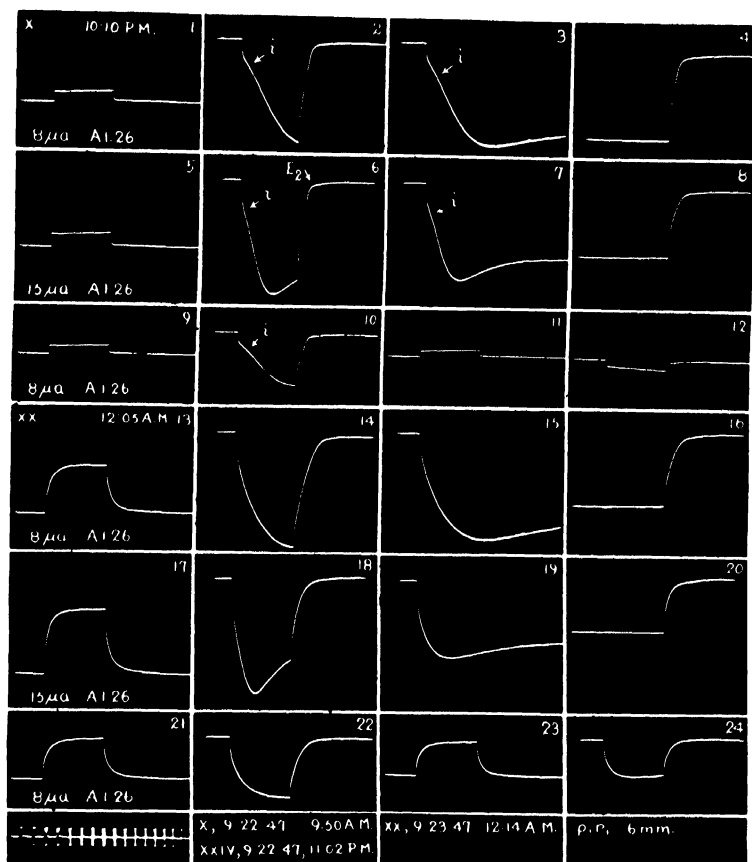 X 10:10 P.M. 1
2
3
4
i
i
8μa A1.26
5
E2
6
7
8
i
i
15μa A1.26
9
10
11
12
i
8μa A1.26
XX 12:05 A.M 13
14
15
16
8μa A1.26
17
18
19
20
15μa A1.26
21
22
23
24
8μa A1.26
X, 9 22 47 9:50 A.M.
XXIV, 9 22 47, 11:02 P.M.
XX, 9 23 47 12:14 A.M.
p.r., 6mm.